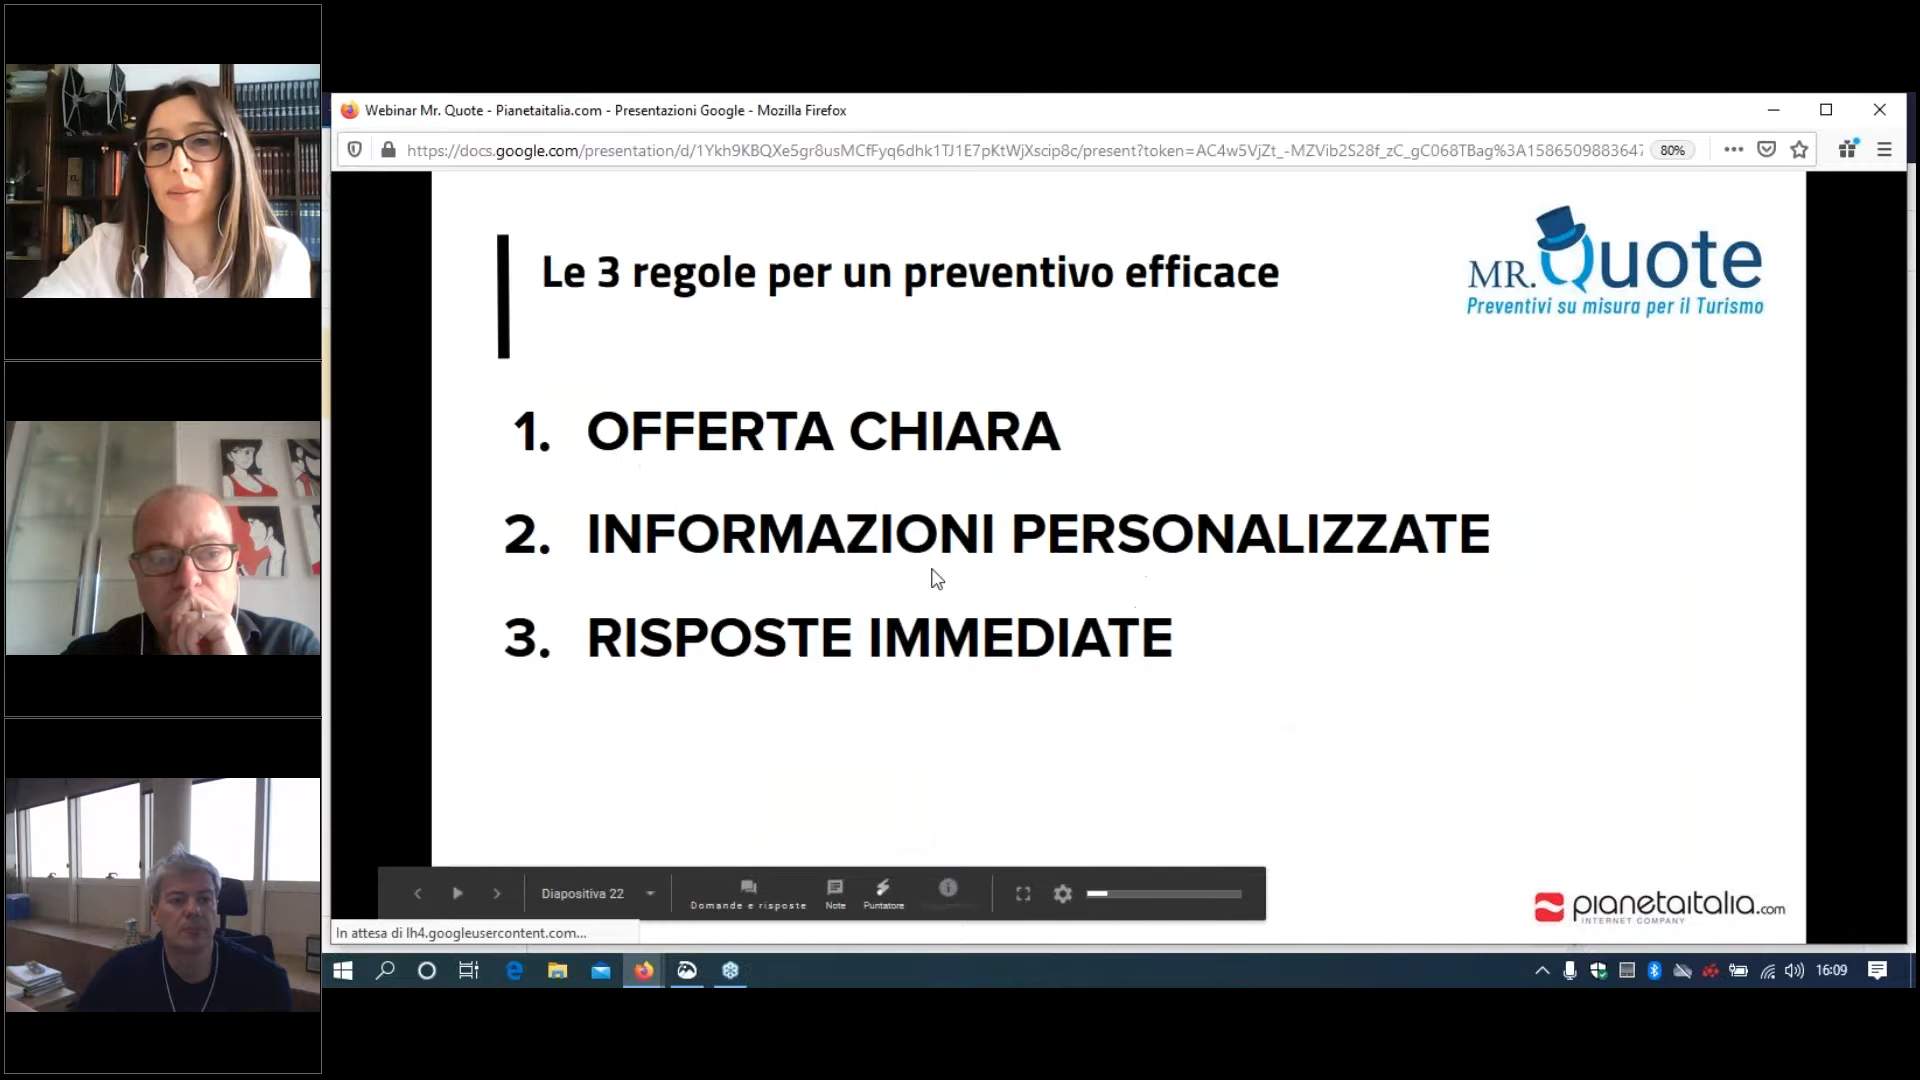 Webinar Mr. Quote - Pianetaitalia.com - Presentazioni Google - Mozilla Firefox
https://docs.google.com/presentation/d/1Ykh9KBQXe5gr8usMCfFyq6dhk1TJ1E7pKtWjXscip8c/present?token=AC4w5VjZt_-MZVib2S28f_zC_gC068TBag%3A1586509883647
80%
Le 3 regole per un preventivo efficace
MR. Quote
Preventivi su misura per il Turismo
1. OFFERTA CHIARA
2. INFORMAZIONI PERSONALIZZATE
3. RISPOSTE IMMEDIATE
Diapositiva 22
Domande e risposte
Note
Puntatore
pianetaitalia.com
INTERNET COMPANY
In attesa di lh4.googleusercontent.com...
16:09